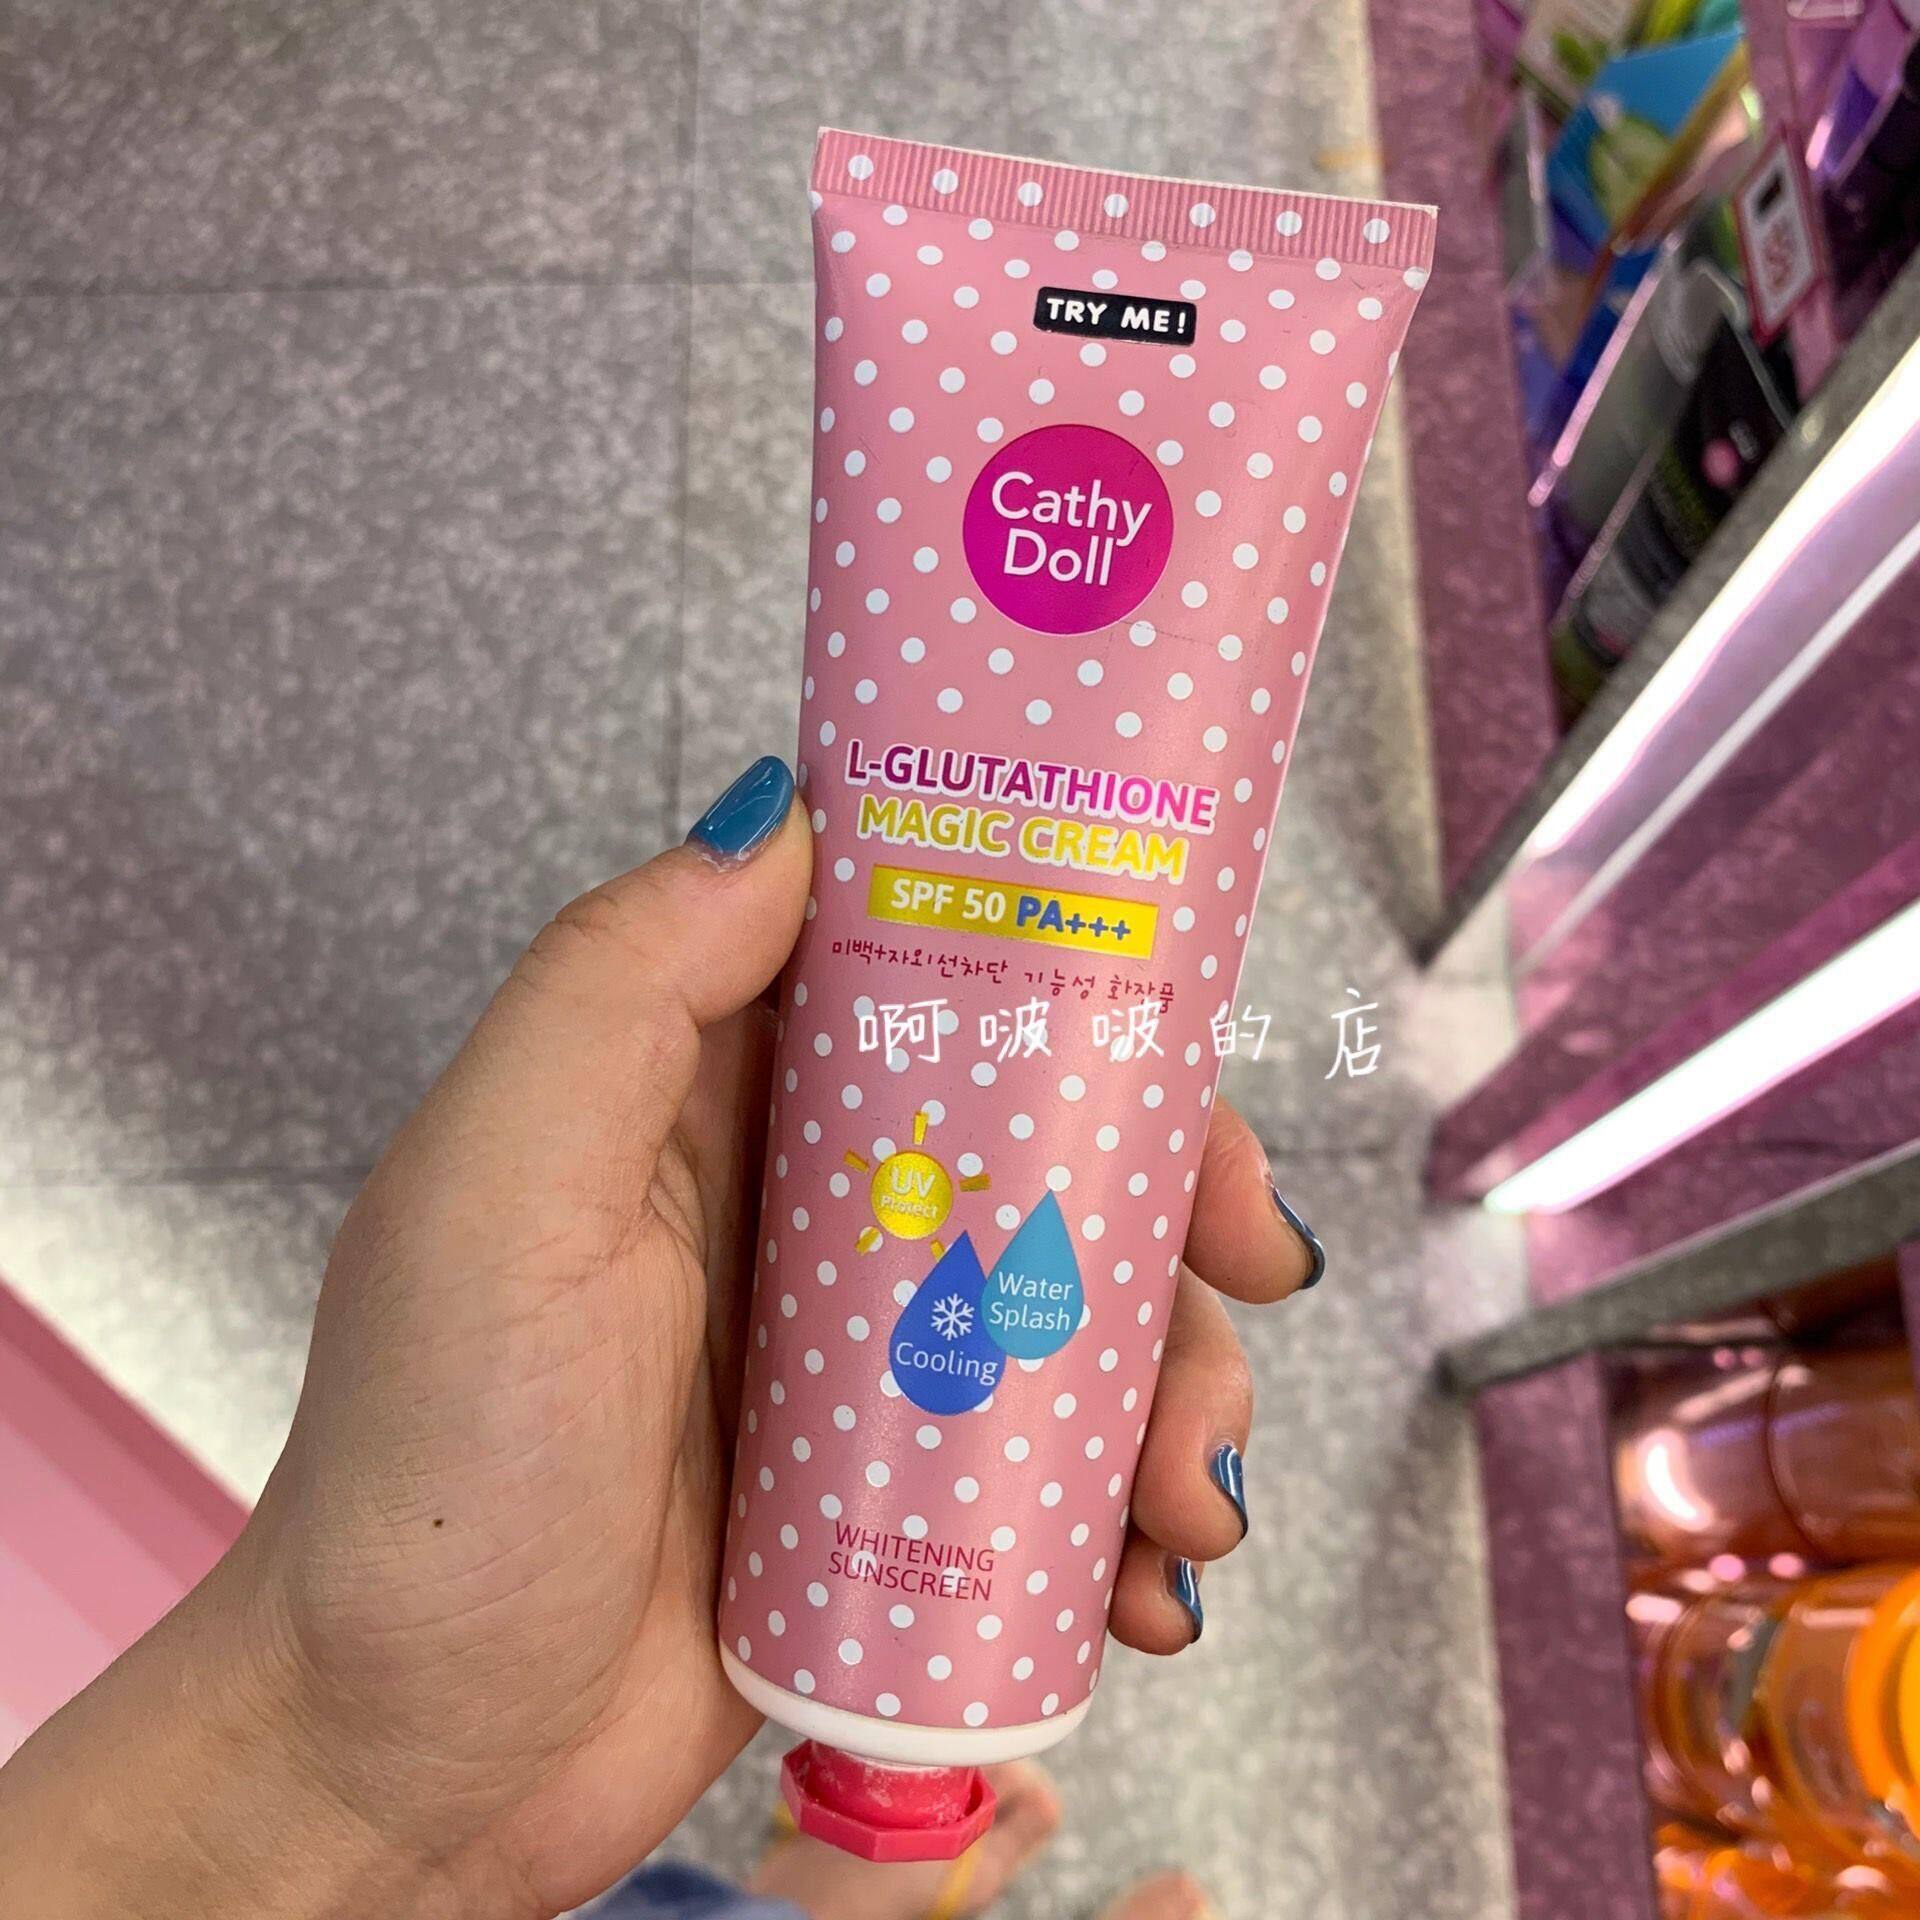 TRY ME!
Cathy
Doll
L-GLUTATHIONE
MAGIC CREAM
SPF 50 PA+++
미백+자외선차단 기능성 화장품
啊啵啵的店
UV
Protect
Water
Splash
Cooling
WHITENING
SUNSCREEN